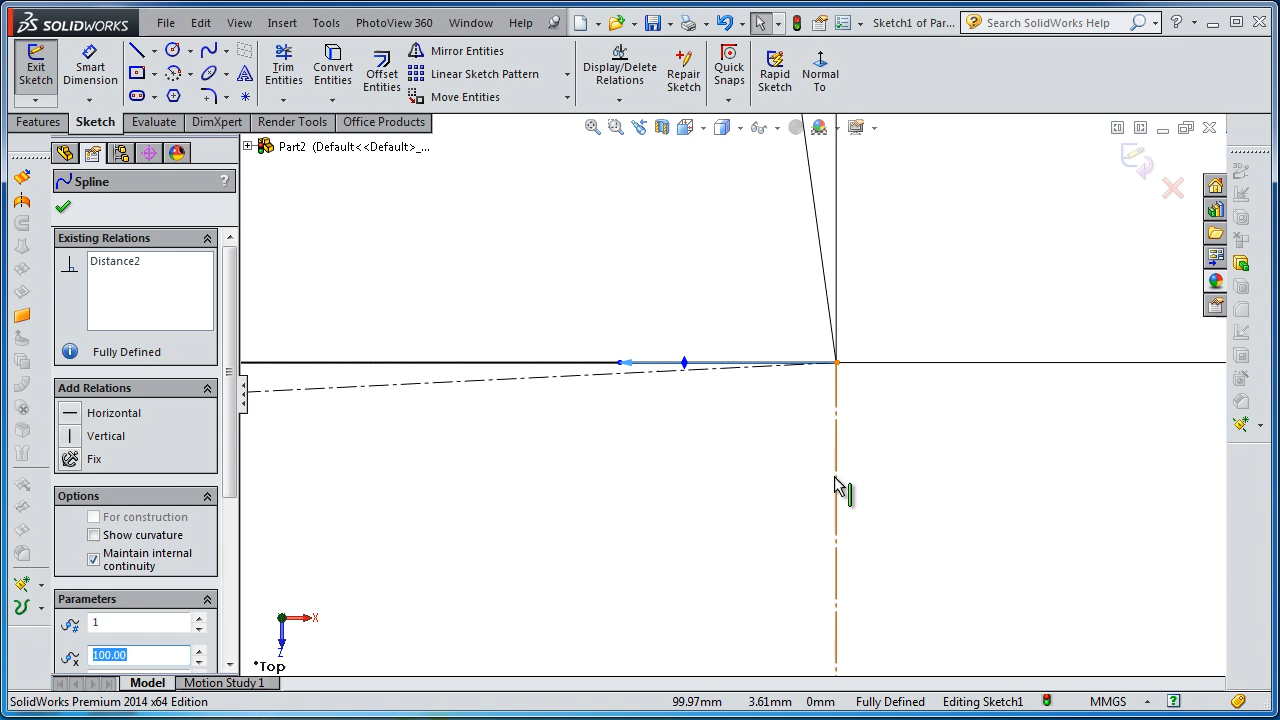 SOLIDWORKS File Edit View Insert Tools PhotoView 360 Window Help Sketch1 of Par... Search SolidWorks Help
Exit Sketch
Smart Dimension
Trim Entities
Convert Entities
Offset Entities
Mirror Entities
Linear Sketch Pattern
Move Entities
Display/Delete Relations
Repair Sketch
Quick Snaps
Rapid Sketch
Normal To
Features Sketch Evaluate DimXpert Render Tools Office Products
Part2 (Default<<Default>_...
Spline ?
Existing Relations
Distance2
Fully Defined
Add Relations
Horizontal
Vertical
Fix
Options
For construction
Show curvature
Maintain internal continuity
Parameters
1
100.00
X
Z
*Top
Model Motion Study 1
SolidWorks Premium 2014 x64 Edition 99.97mm 3.61mm 0mm Fully Defined Editing Sketch1 MMGS